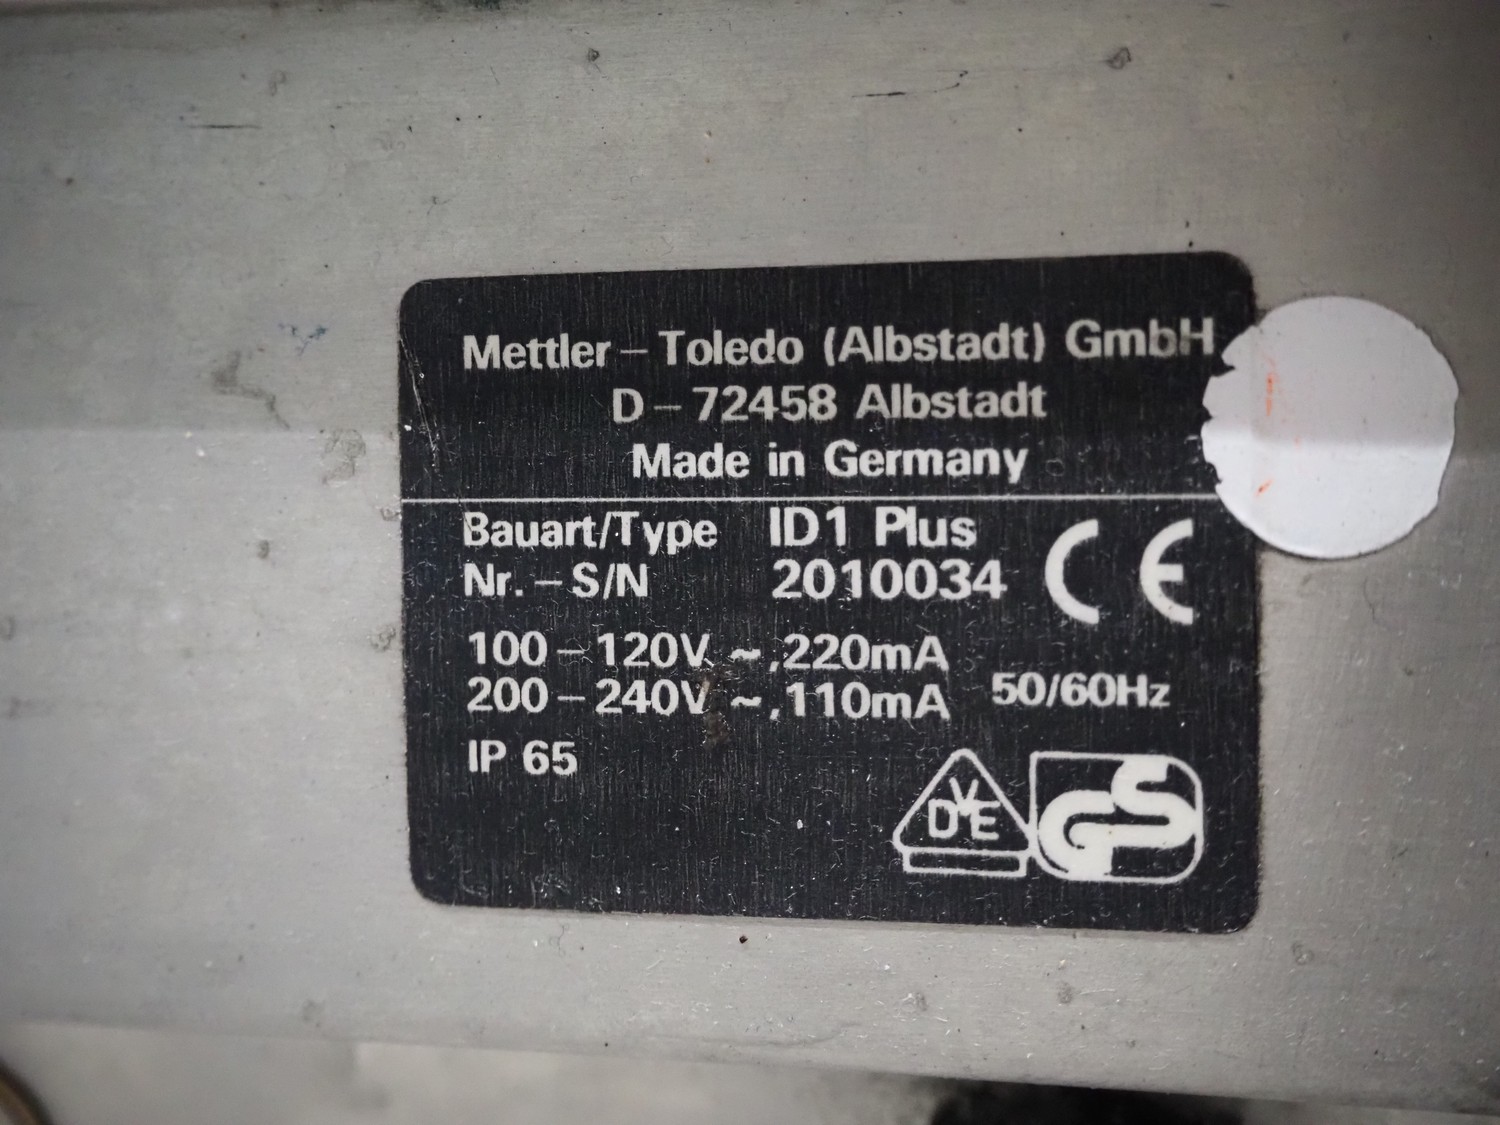 Mettler – Toledo (Albstadt) GmbH
D – 72458 Albstadt
Made in Germany
Bauart/Type ID1 Plus
Nr. – S/N 2010034 CE
100 – 120V ~, 220mA
200 – 240V ~, 110mA 50/60Hz
IP 65
VDE GS